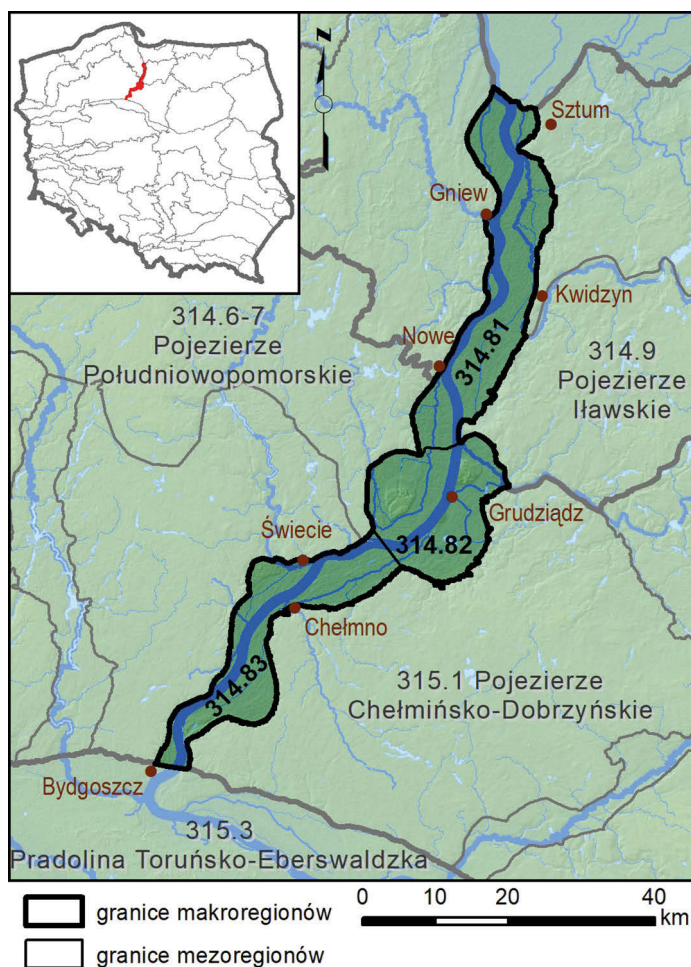 N
Sztum
Gniew
Kwidzyn
314.6-7
Pojezierze
Południowopomorskie
Nowe
314.81
314.9
Pojezierze
Iławskie
Grudziądz
Świecie
314.82
Chełmno
314.83
315.1 Pojezierze
Chełmińsko-Dobrzyńskie
Bydgoszcz
315.3
Pradolina Toruńsko-Eberswaldzka
granice makroregionów
0 10 20 40
km
granice mezoregionów